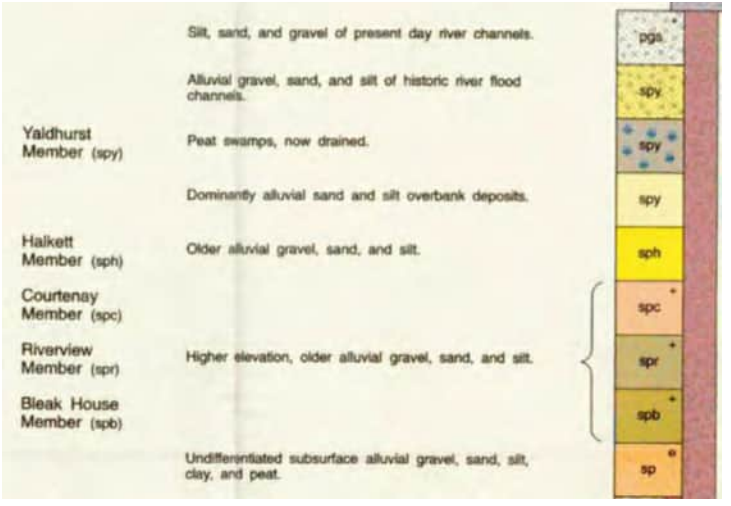 Silt, sand, and gravel of present day river channels.
pgs
Alluvial gravel, sand, and silt of historic river flood
channels.
spy
Yaldhurst
Member (spy)
Peat swamps, now drained.
spy
Dominantly alluvial sand and silt overbank deposits.
spy
Halkett
Member (sph)
Older alluvial gravel, sand, and silt.
sph
Courtenay
Member (spc)
spc +
Riverview
Member (spr)
Higher elevation, older alluvial gravel, sand, and silt.
spr +
Bleak House
Member (spb)
spb +
Undifferentiated subsurface alluvial gravel, sand, silt,
clay, and peat.
sp